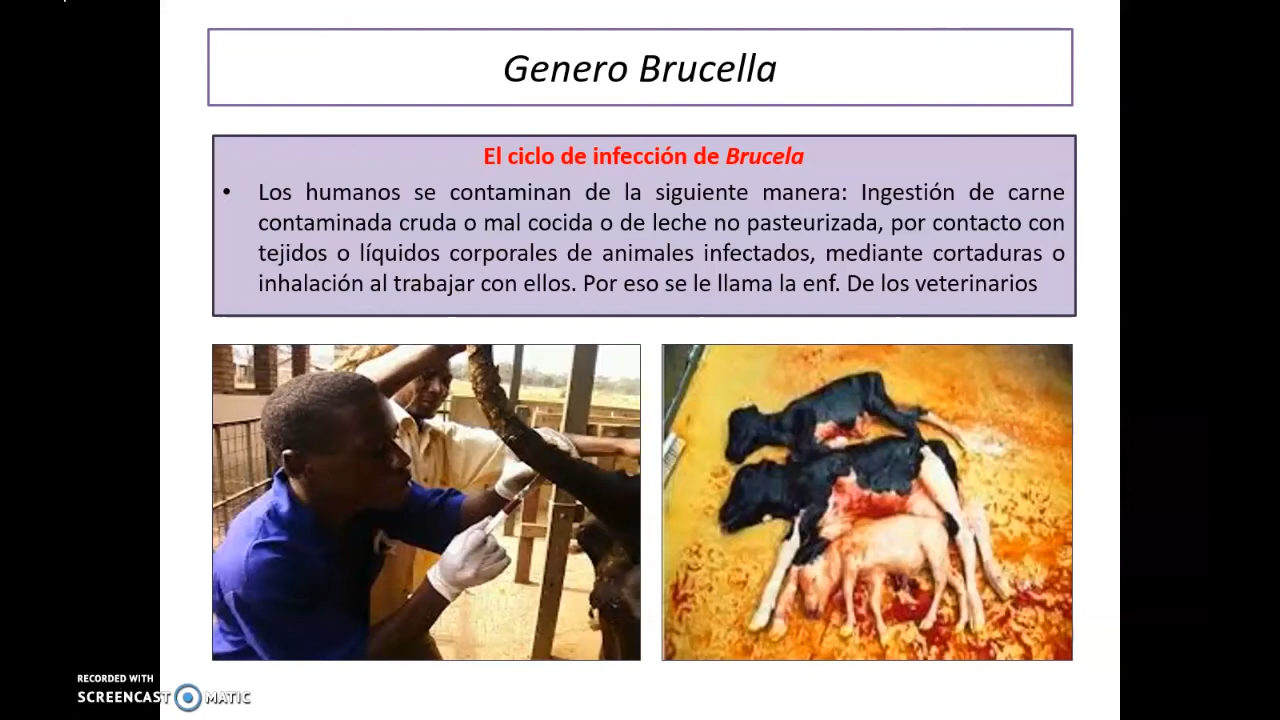 Genero Brucella
El ciclo de infección de Brucela
• Los humanos se contaminan de la siguiente manera: Ingestión de carne
contaminada cruda o mal cocida o de leche no pasteurizada, por contacto con
tejidos o líquidos corporales de animales infectados, mediante cortaduras o
inhalación al trabajar con ellos. Por eso se le llama la enf. De los veterinarios
RECORDED WITH
SCREENCAST MATIC